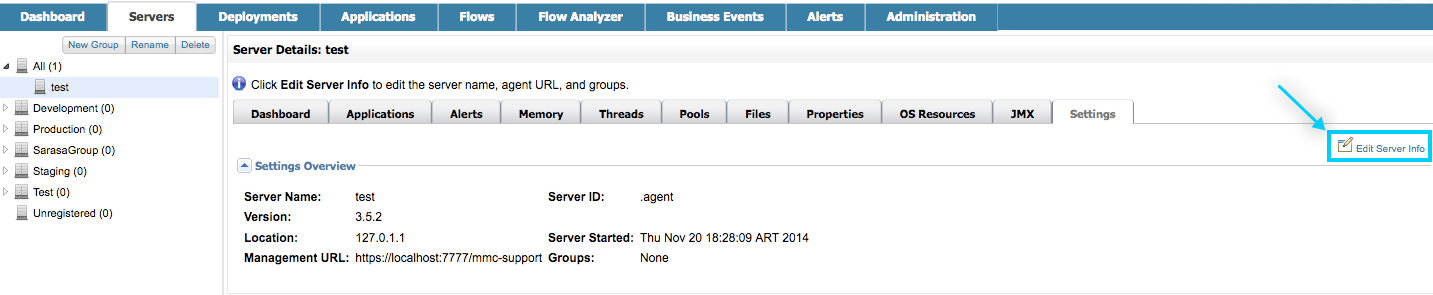 Dashboard Servers Deployments Applications Flows Flow Analyzer Business Events Alerts Administration
New Group Rename Delete
All (1)
test
Development (0)
Production (0)
SarasaGroup (0)
Staging (0)
Test (0)
Unregistered (0)
Server Details: test
Click Edit Server Info to edit the server name, agent URL, and groups.
Dashboard Applications Alerts Memory Threads Pools Files Properties OS Resources JMX Settings
Edit Server Info
Settings Overview
Server Name: test Server ID: .agent
Version: 3.5.2
Location: 127.0.1.1 Server Started: Thu Nov 20 18:28:09 ART 2014
Management URL: https://localhost:7777/mmc-support Groups: None